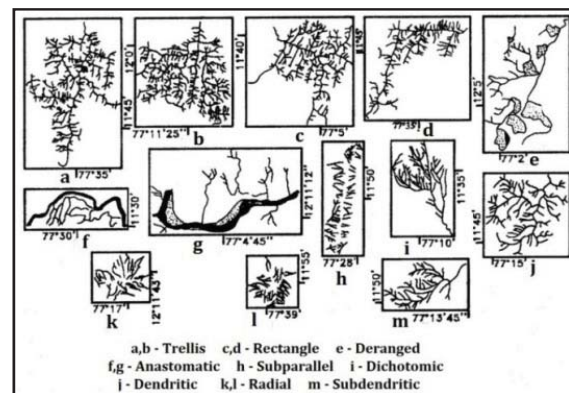 12°0'
11°45'
77°35'
a
77°11'25"
b
11°40'
77°5'
c
11°45'
77°35'
d
12°5'
77°2'
e
11°30'
77°30'
f
12°11'12"
77°4'45"
g
11°50'
77°28'
h
11°35'
77°10'
i
11°45'
77°15'
j
77°17'
12°11'43"
k
11°55'
77°39'
l
11°50'
77°13'45"
m
a,b - Trellis c,d - Rectangle e - Deranged
f,g - Anastomatic h - Subparallel i - Dichotomic
j - Dendritic k,l - Radial m - Subdendritic